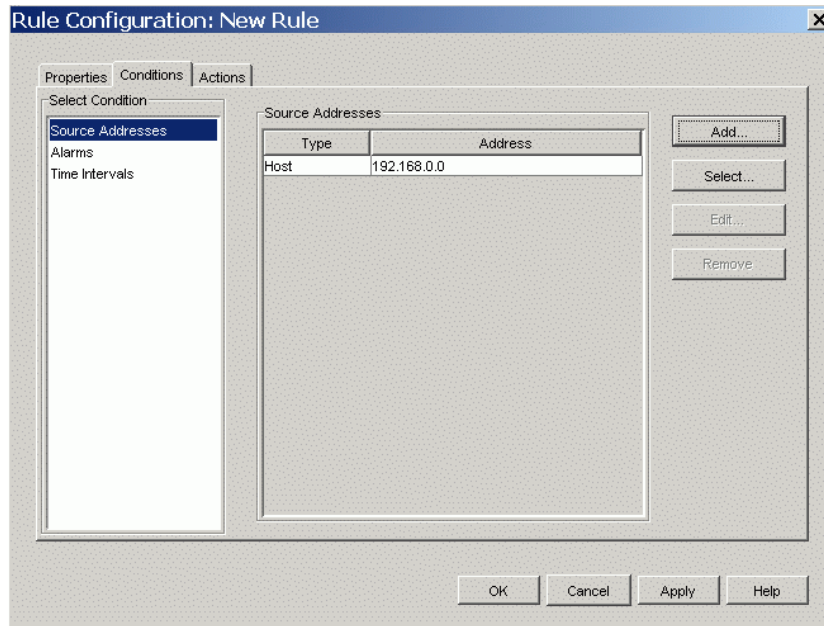 Rule Configuration: New Rule
Properties Conditions Actions
Select Condition
Source Addresses
Alarms
Time Intervals
Source Addresses
Type Address
Host 192.168.0.0
Add...
Select...
Edit...
Remove
OK Cancel Apply Help